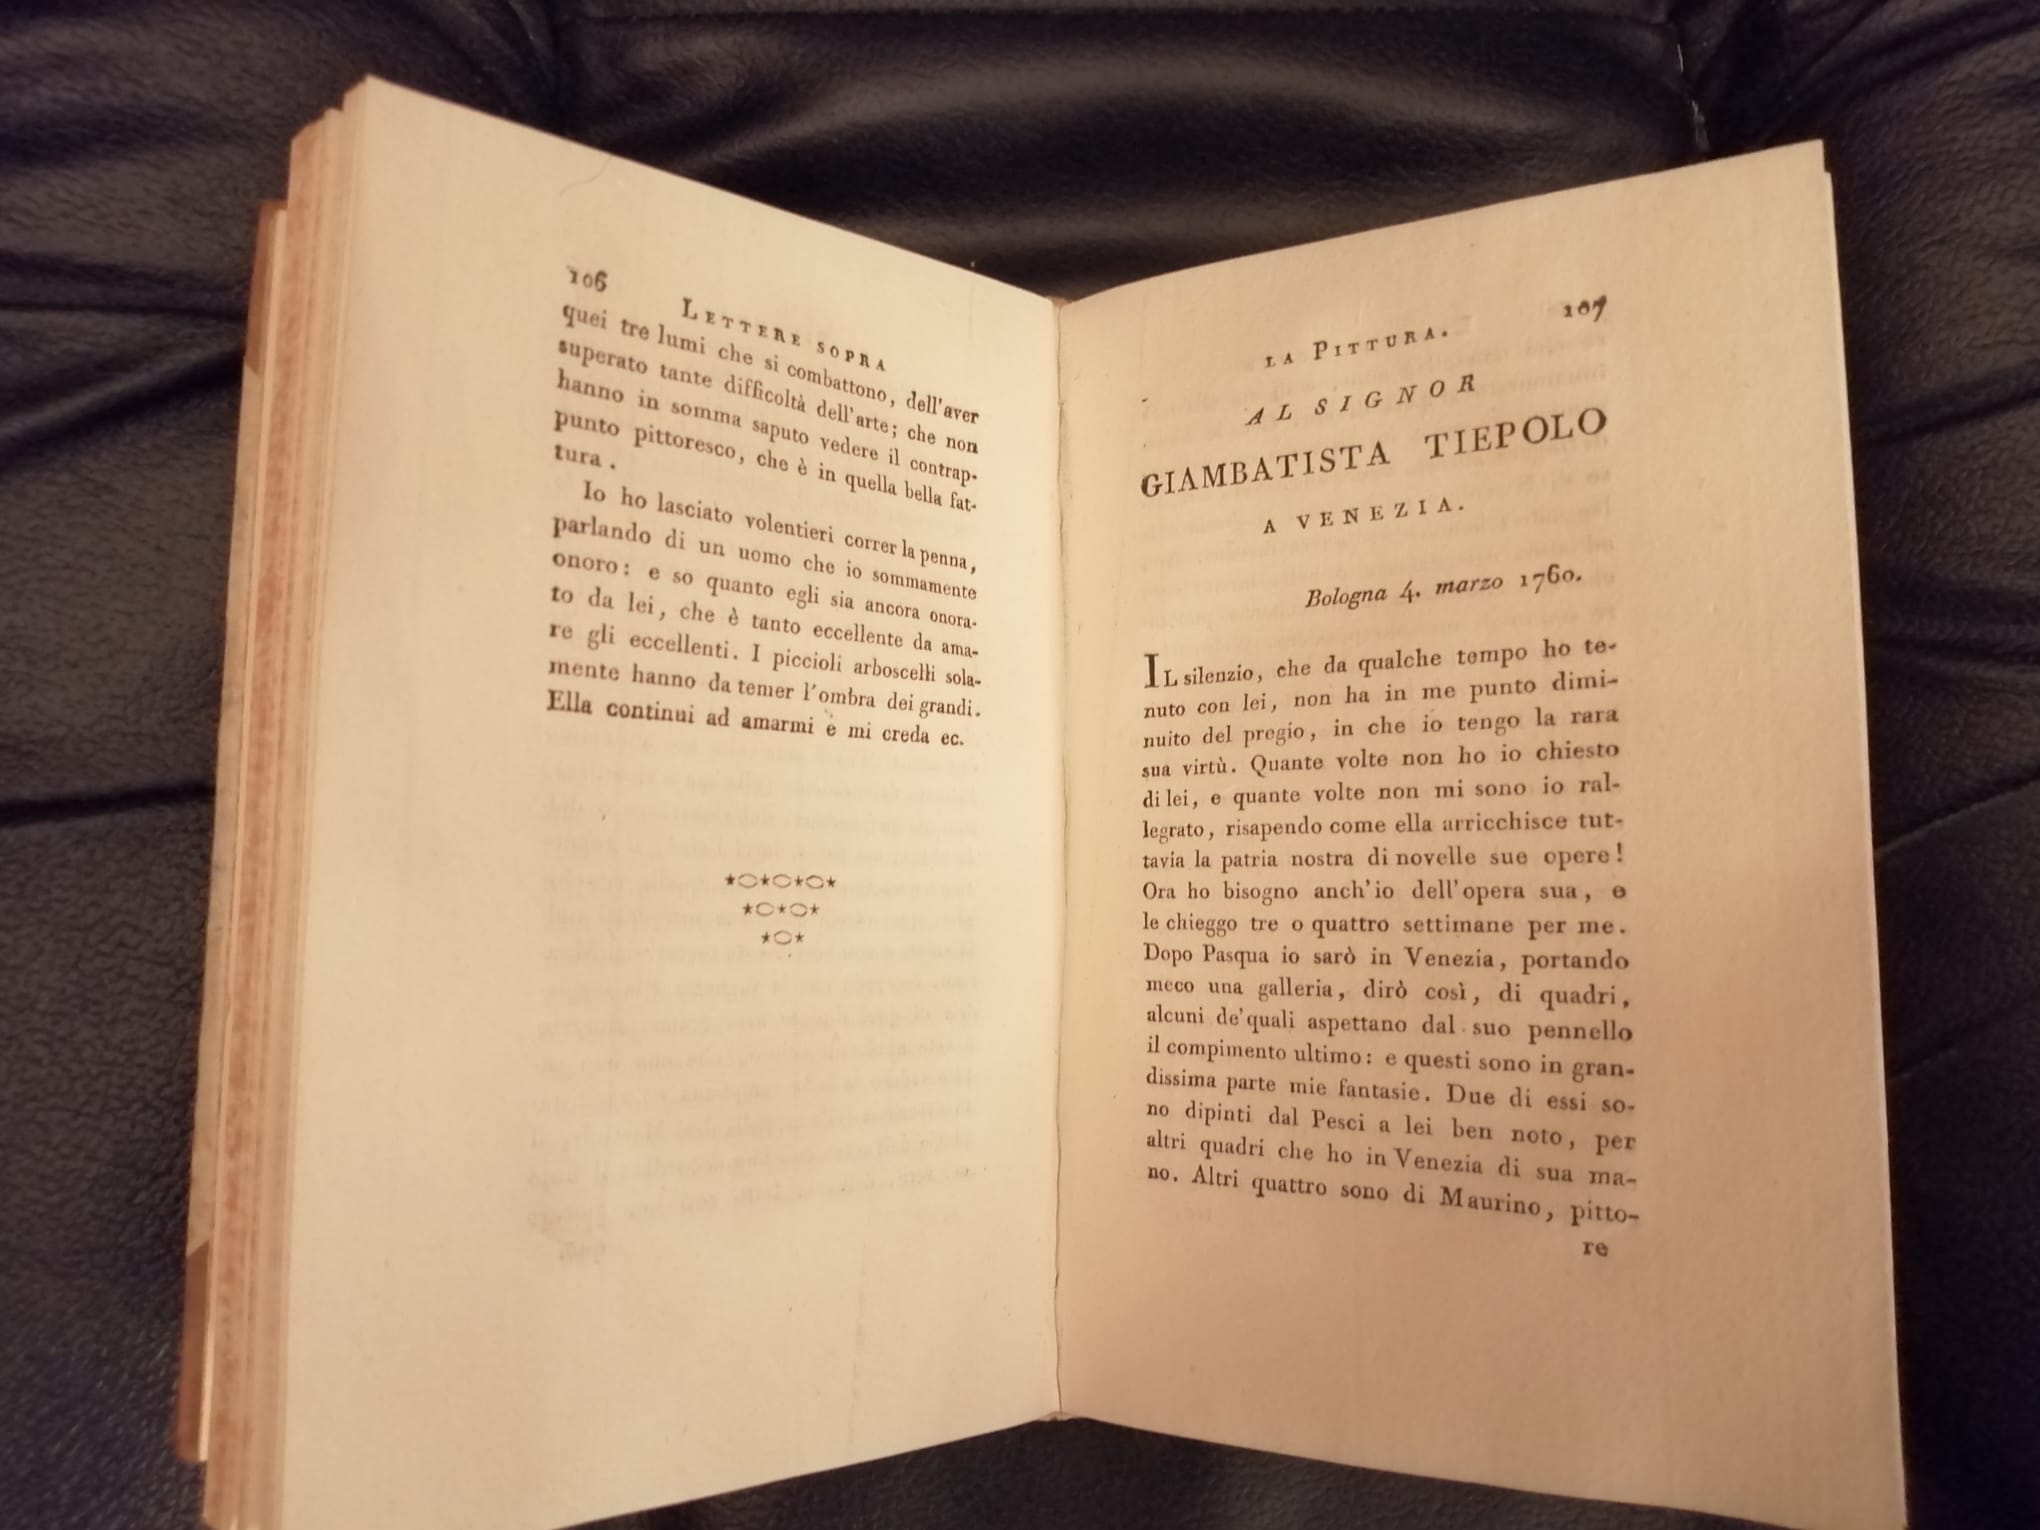 106
LETTERE SOPRA
quei tre lumi che si combattono, dell'aver
superato tante difficoltà dell'arte; che non
hanno in somma saputo vedere il contrap-
punto pittoresco, che è in quella bella fat-
tura.
Io ho lasciato volentieri correr la penna,
parlando di un uomo che io sommamente
onoro: e so quanto egli sia ancora onora-
to da lei, che è tanto eccellente da ama-
re gli eccellenti. I piccioli arboscelli sola-
mente hanno da temer l'ombra dei grandi.
Ella continui ad amarmi e mi creda ec.
LA PITTURA.
107
AL SIGNOR
GIAMBATISTA TIEPOLO
A VENEZIA.
Bologna 4. marzo 1760.
IL silenzio, che da qualche tempo ho te-
nuto con lei, non ha in me punto dimi-
nuito del pregio, in che io tengo la rara
sua virtù. Quante volte non ho io chiesto
di lei, e quante volte non mi sono io ral-
legrato, risapendo come ella arricchisce tut-
tavia la patria nostra di novelle sue opere!
Ora ho bisogno anch'io dell'opera sua, e
le chieggo tre o quattro settimane per me.
Dopo Pasqua io sarò in Venezia, portando
meco una galleria, dirò così, di quadri,
alcuni de'quali aspettano dal suo pennello
il compimento ultimo: e questi sono in gran-
dissima parte mie fantasie. Due di essi so-
no dipinti dal Pesci a lei ben noto, per
altri quadri che ho in Venezia di sua ma-
no. Altri quattro sono di Maurino, pitto-
re